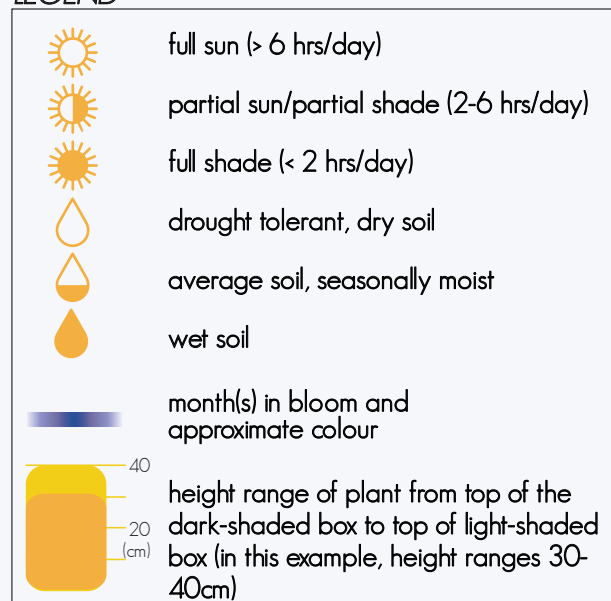 LEGEND
full sun (> 6 hrs/day)
partial sun/partial shade (2-6 hrs/day)
full shade (< 2 hrs/day)
drought tolerant, dry soil
average soil, seasonally moist
wet soil
month(s) in bloom and
approximate colour
40
20
(cm)
height range of plant from top of the
dark-shaded box to top of light-shaded
box (in this example, height ranges 30-
40cm)